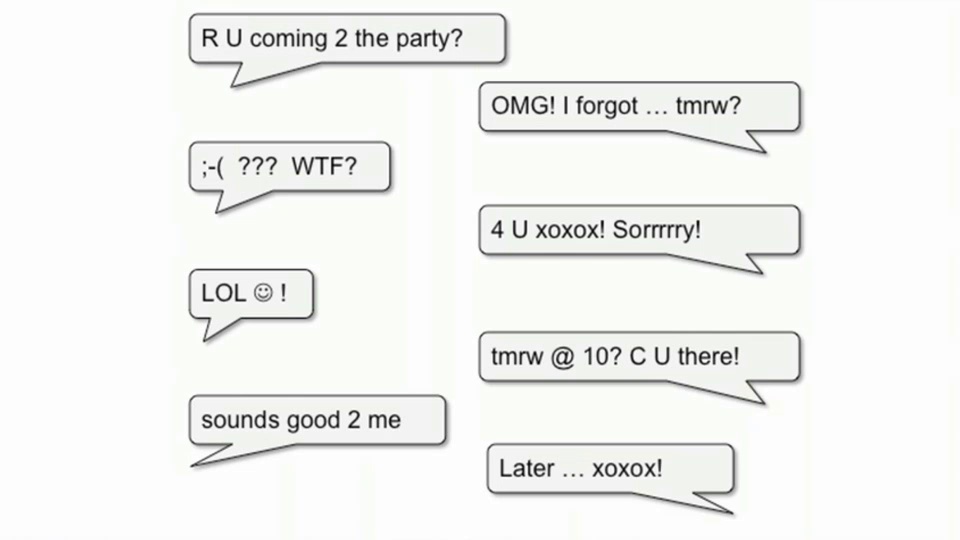 R U coming 2 the party?
OMG! I forgot … tmrw?
;-( ??? WTF?
4 U xoxox! Sorrrrry!
LOL ☺ !
tmrw @ 10? C U there!
sounds good 2 me
Later … xoxox!